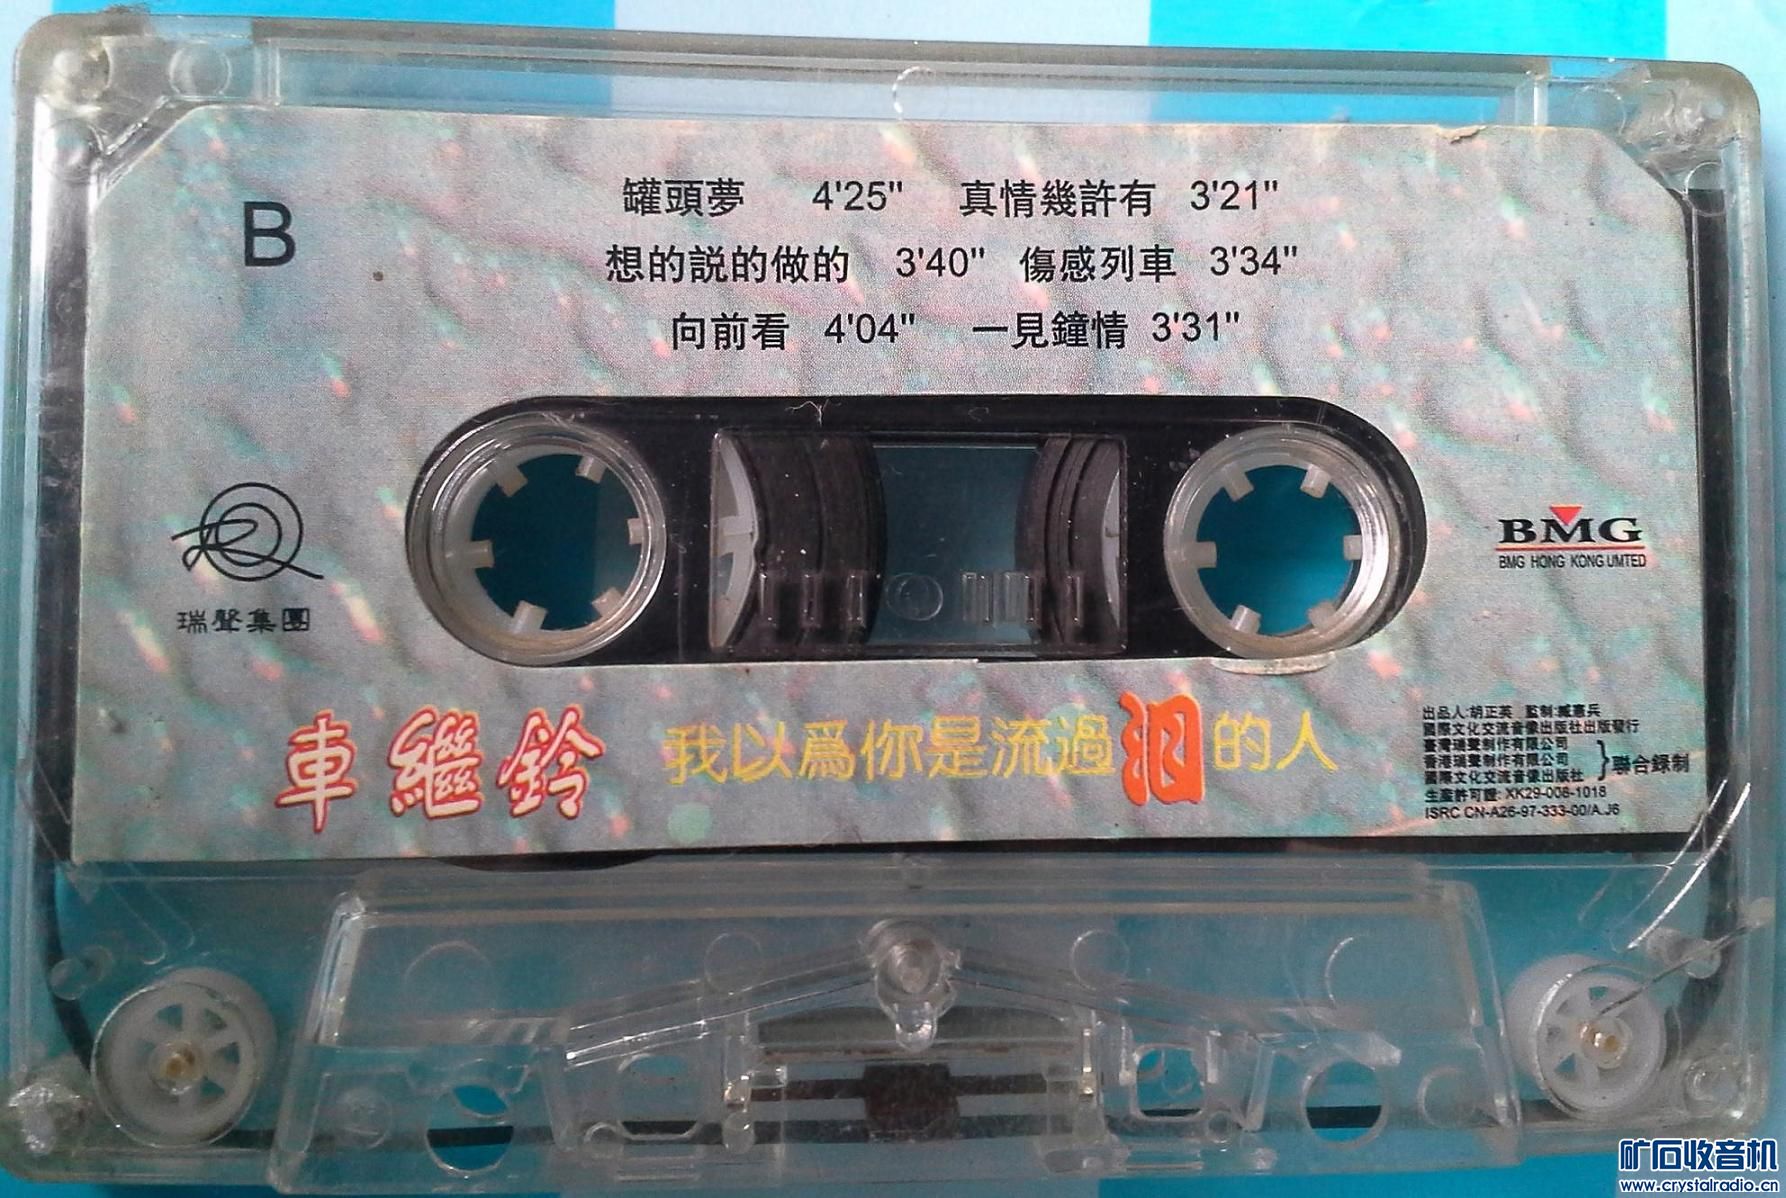 B
罐頭夢 4'25" 真情幾許有 3'21"
想的説的做的 3'40" 傷感列車 3'34"
向前看 4'04" 一見鐘情 3'31"
瑞聲集團
BMG
BMG HONG KONG LIMITED
車繼鈴 我以爲你是流過淚的人
出品人:胡正英 監制:臧憲兵
國際文化交流音像出版社出版發行
臺灣瑞聲制作有限公司
香港瑞聲制作有限公司
國際文化交流音像出版社
聯合録制
生産許可證: XK29-008-1018
ISRC CN-A26-97-333-00/A.J6
矿石收音机
www.crystalradio.cn